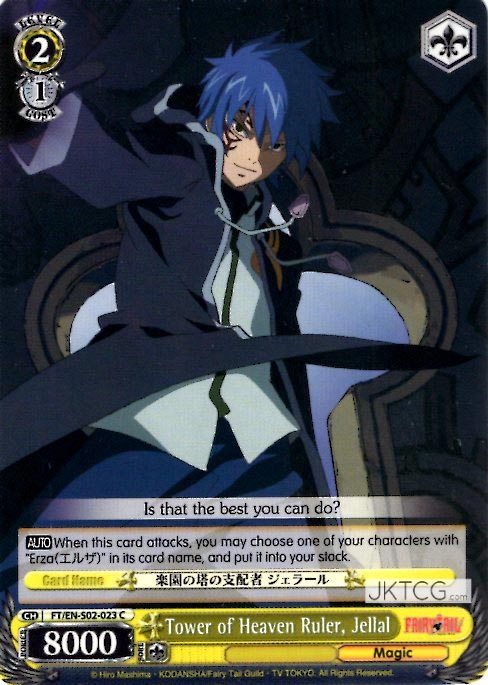 LEVEL
2
1
COST
Is that the best you can do?
AUTO When this card attacks, you may choose one of your characters with
"Erza(エルザ)" in its card name, and put it into your stock.
Card Name 楽園の塔の支配者 ジェラール
JKTCG.com
CH FT/EN-S02-023 C
Tower of Heaven Ruler, Jellal
FAIRY TAIL
POWER 8000 SOUL
Magic
© Hiro Mashima・KODANSHA/Fairy Tail Guild・TV TOKYO. All Rights Reserved.